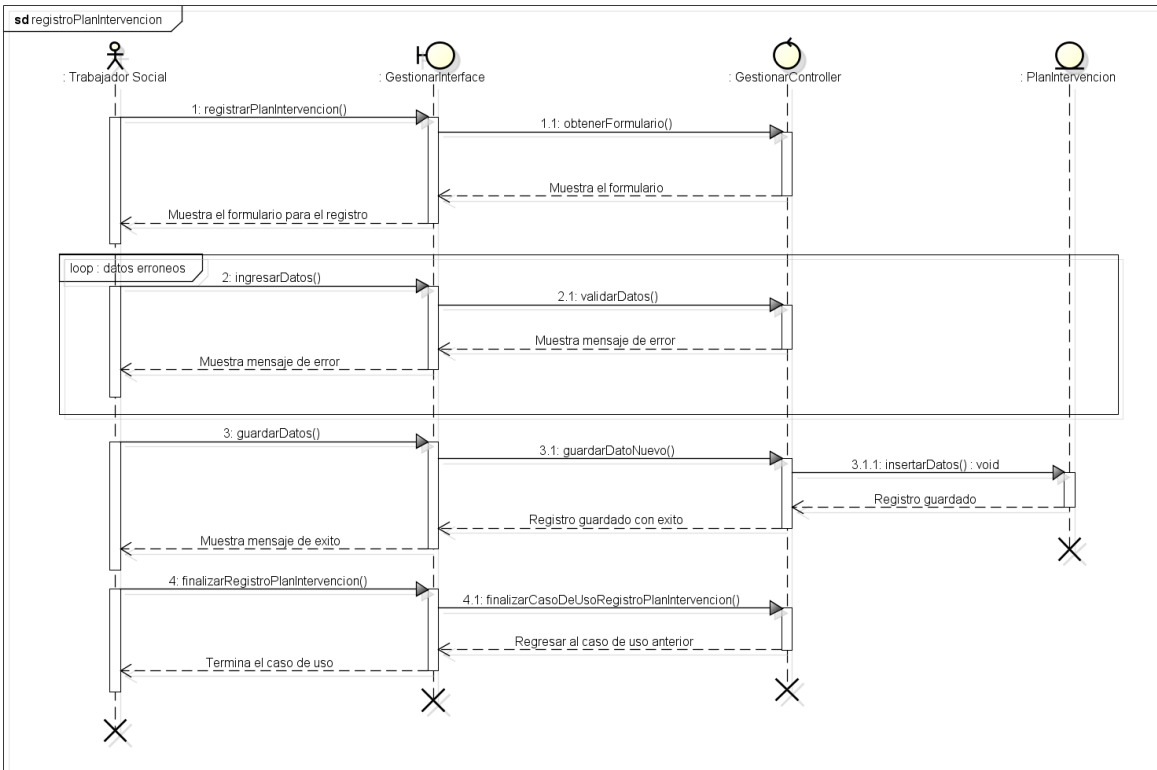 sd registroPlanIntervencion
: Trabajador Social
: GestionarInterface
: GestionarController
: PlanIntervencion
1: registrarPlanIntervencion()
1.1: obtenerFormulario()
Muestra el formulario
Muestra el formulario para el registro
loop : datos erroneos
2: ingresarDatos()
2.1: validarDatos()
Muestra mensaje de error
Muestra mensaje de error
3: guardarDatos()
3.1: guardarDatoNuevo()
3.1.1: insertarDatos() : void
Registro guardado
Registro guardado con exito
Muestra mensaje de exito
4: finalizarRegistroPlanIntervencion()
4.1: finalizarCasoDeUsoRegistroPlanIntervencion()
Regresar al caso de uso anterior
Termina el caso de uso